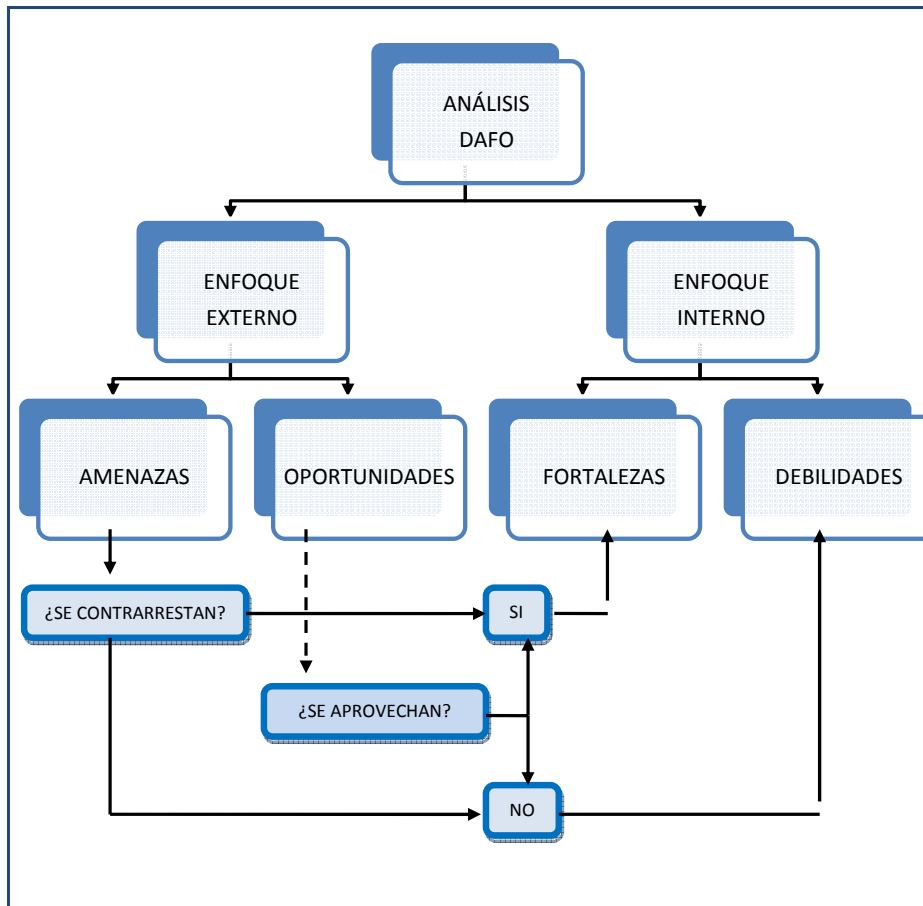 ANÁLISIS
DAFO
ENFOQUE
EXTERNO
ENFOQUE
INTERNO
AMENAZAS
OPORTUNIDADES
FORTALEZAS
DEBILIDADES
¿SE CONTRARRESTAN?
SI
¿SE APROVECHAN?
NO